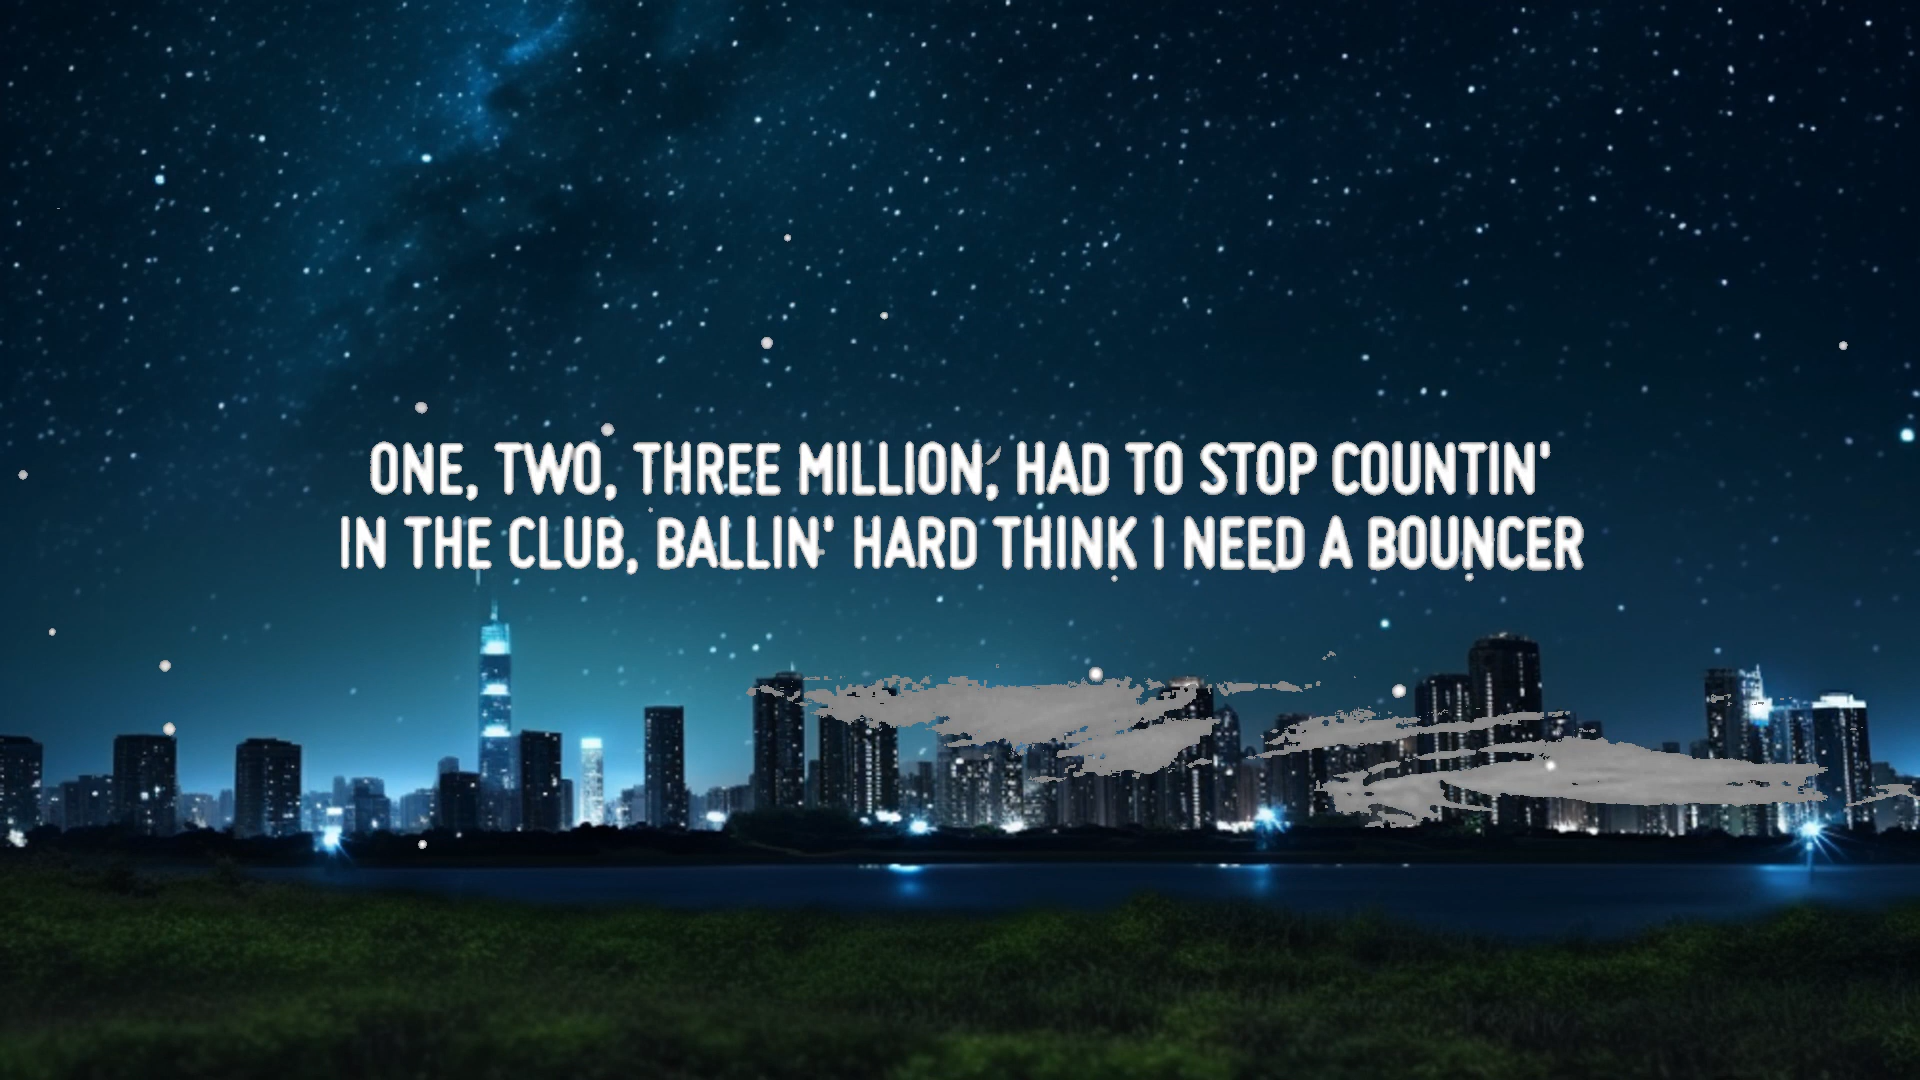 ONE, TWO, THREE MILLION, HAD TO STOP COUNTIN'
IN THE CLUB, BALLIN' HARD THINK I NEED A BOUNCER